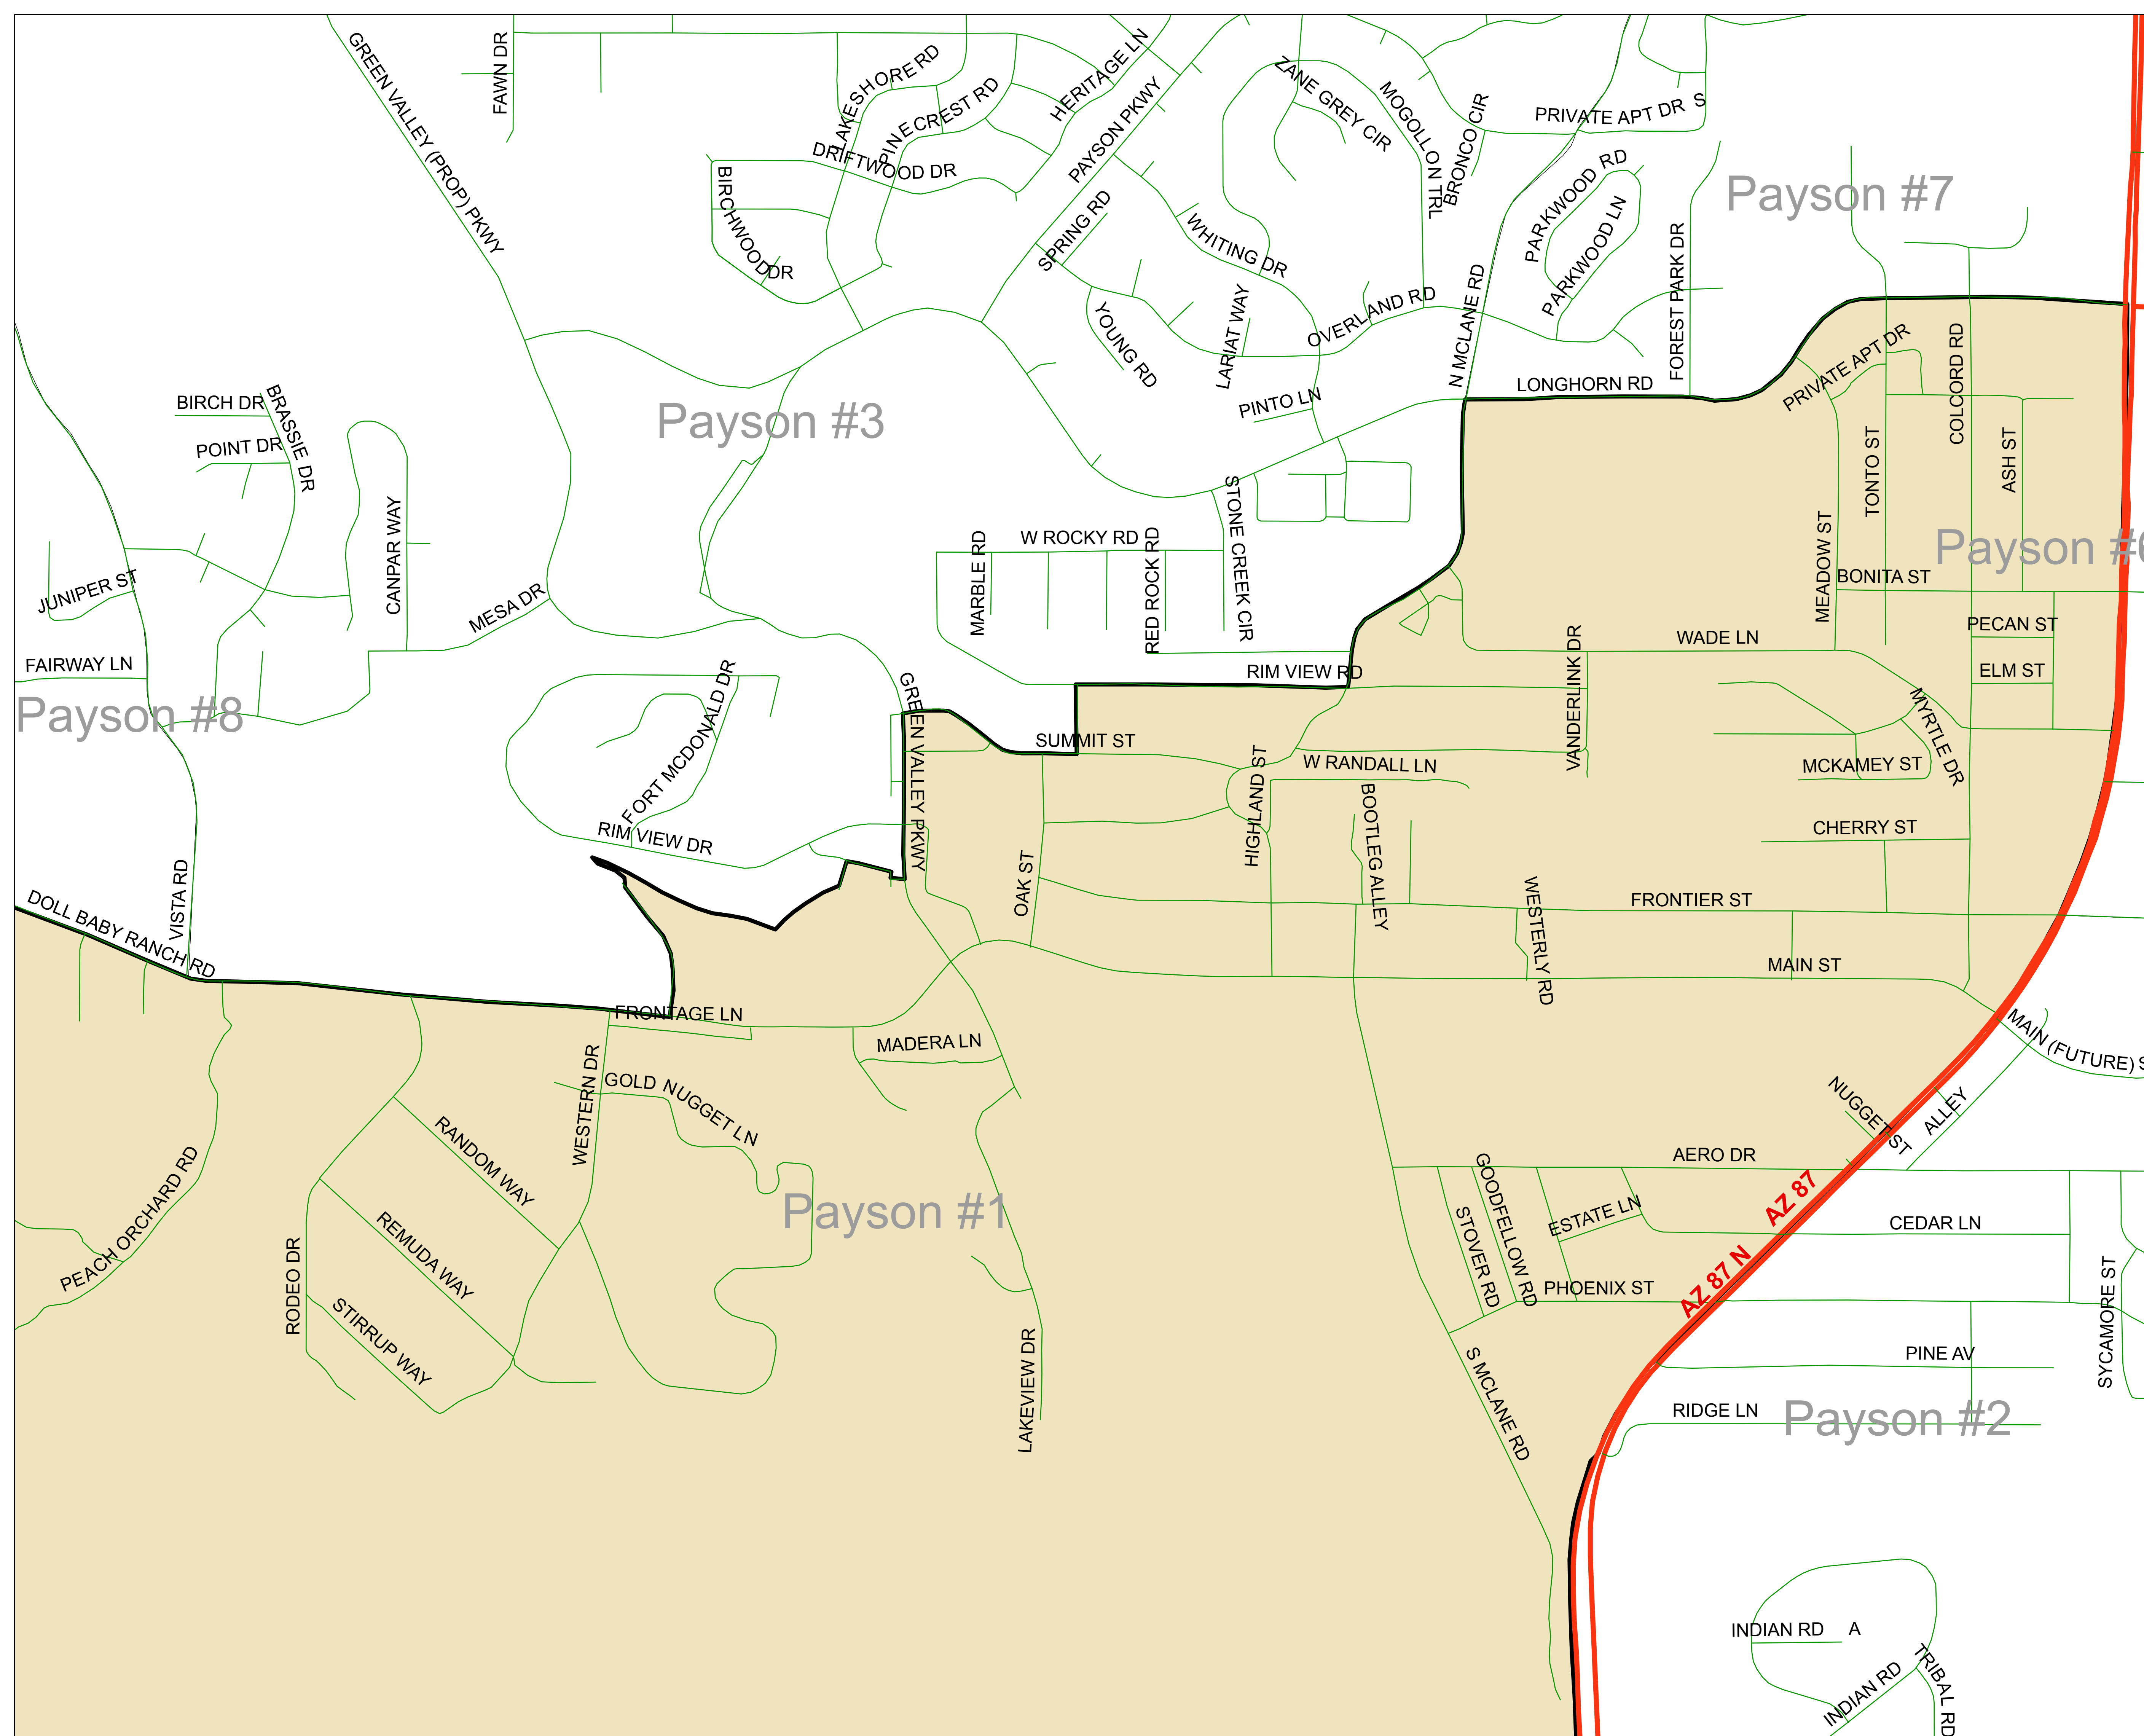 GREEN VALLEY (PROP) PKWY
FAWN DR
LAKESHORE RD
PINECREST RD
HERITAGE LN
PAYSON PKWY
ZANE GREY CIR
MOGOLLON TRL
BRONCO CIR
PRIVATE APT DR S
DRIFTWOOD DR
BIRCHWOOD DR
SPRING RD
WHITING DR
PARKWOOD RD
PARKWOOD LN
FOREST PARK DR
Payson #7
YOUNG RD
LARIAT WAY
OVERLAND RD
N MCLANE RD
LONGHORN RD
PRIVATE APT DR
COLCORD RD
BIRCH DR
BRASSIE DR
POINT DR
Payson #3
PINTO LN
TONTO ST
ASH ST
CANPAR WAY
STONE CREEK CIR
W ROCKY RD
MARBLE RD
RED ROCK RD
MEADOW ST
Payson #6
BONITA ST
JUNIPER ST
MESA DR
PECAN ST
WADE LN
VANDERLINK DR
FAIRWAY LN
RIM VIEW RD
ELM ST
Payson #8
FORT MCDONALD DR
GREEN VALLEY PKWY
SUMMIT ST
HIGHLAND ST
W RANDALL LN
MYRTLE DR
MCKAMEY ST
RIM VIEW DR
BOOTLEG ALLEY
CHERRY ST
OAK ST
VISTA RD
DOLL BABY RANCH RD
WESTERLY RD
FRONTIER ST
MAIN ST
FRONTAGE LN
MADERA LN
MAIN (FUTURE) S
WESTERN DR
GOLD NUGGET LN
NUGGET ST
ALLEY
RANDOM WAY
AERO DR
PEACH ORCHARD RD
REMUDA WAY
Payson #1
GOODFELLOW RD
STOVER RD
ESTATE LN
AZ 87
CEDAR LN
RODEO DR
STIRRUP WAY
PHOENIX ST
AZ 87 N
SYCAMORE ST
LAKEVIEW DR
S MCLANE RD
PINE AV
RIDGE LN
Payson #2
INDIAN RD A
INDIAN RD
TRIBAL RD